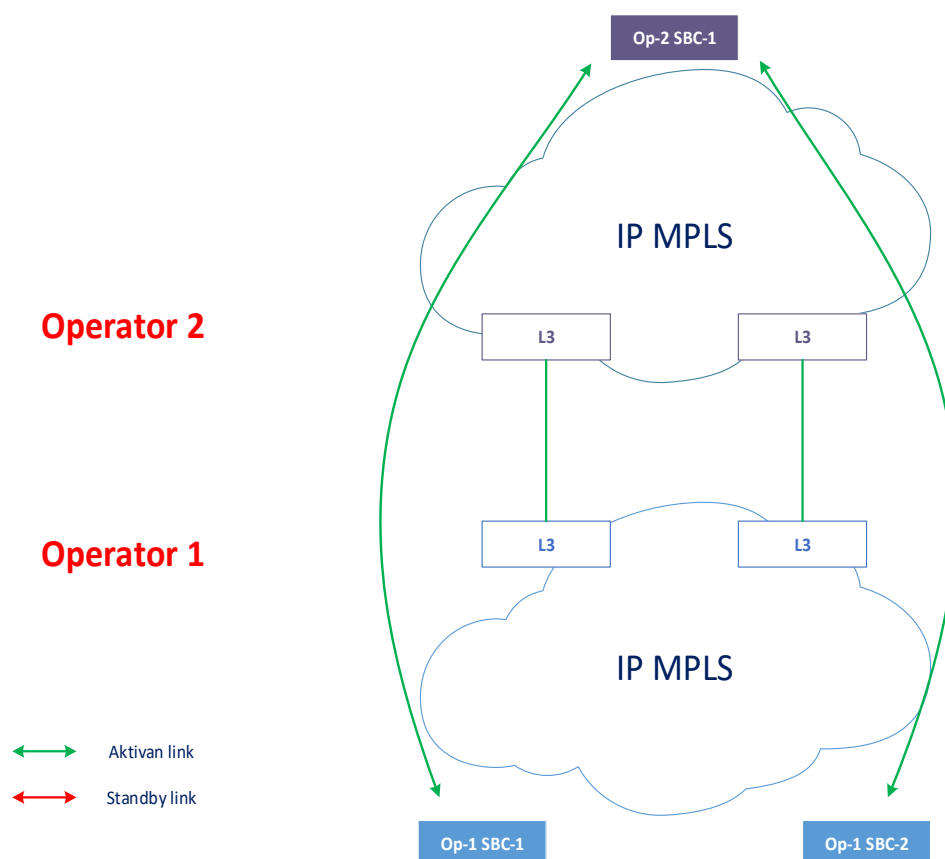 Op-2 SBC-1
IP MPLS
Operator 2
L3
L3
Operator 1
L3
L3
IP MPLS
Aktivan link
Standby link
Op-1 SBC-1
Op-1 SBC-2